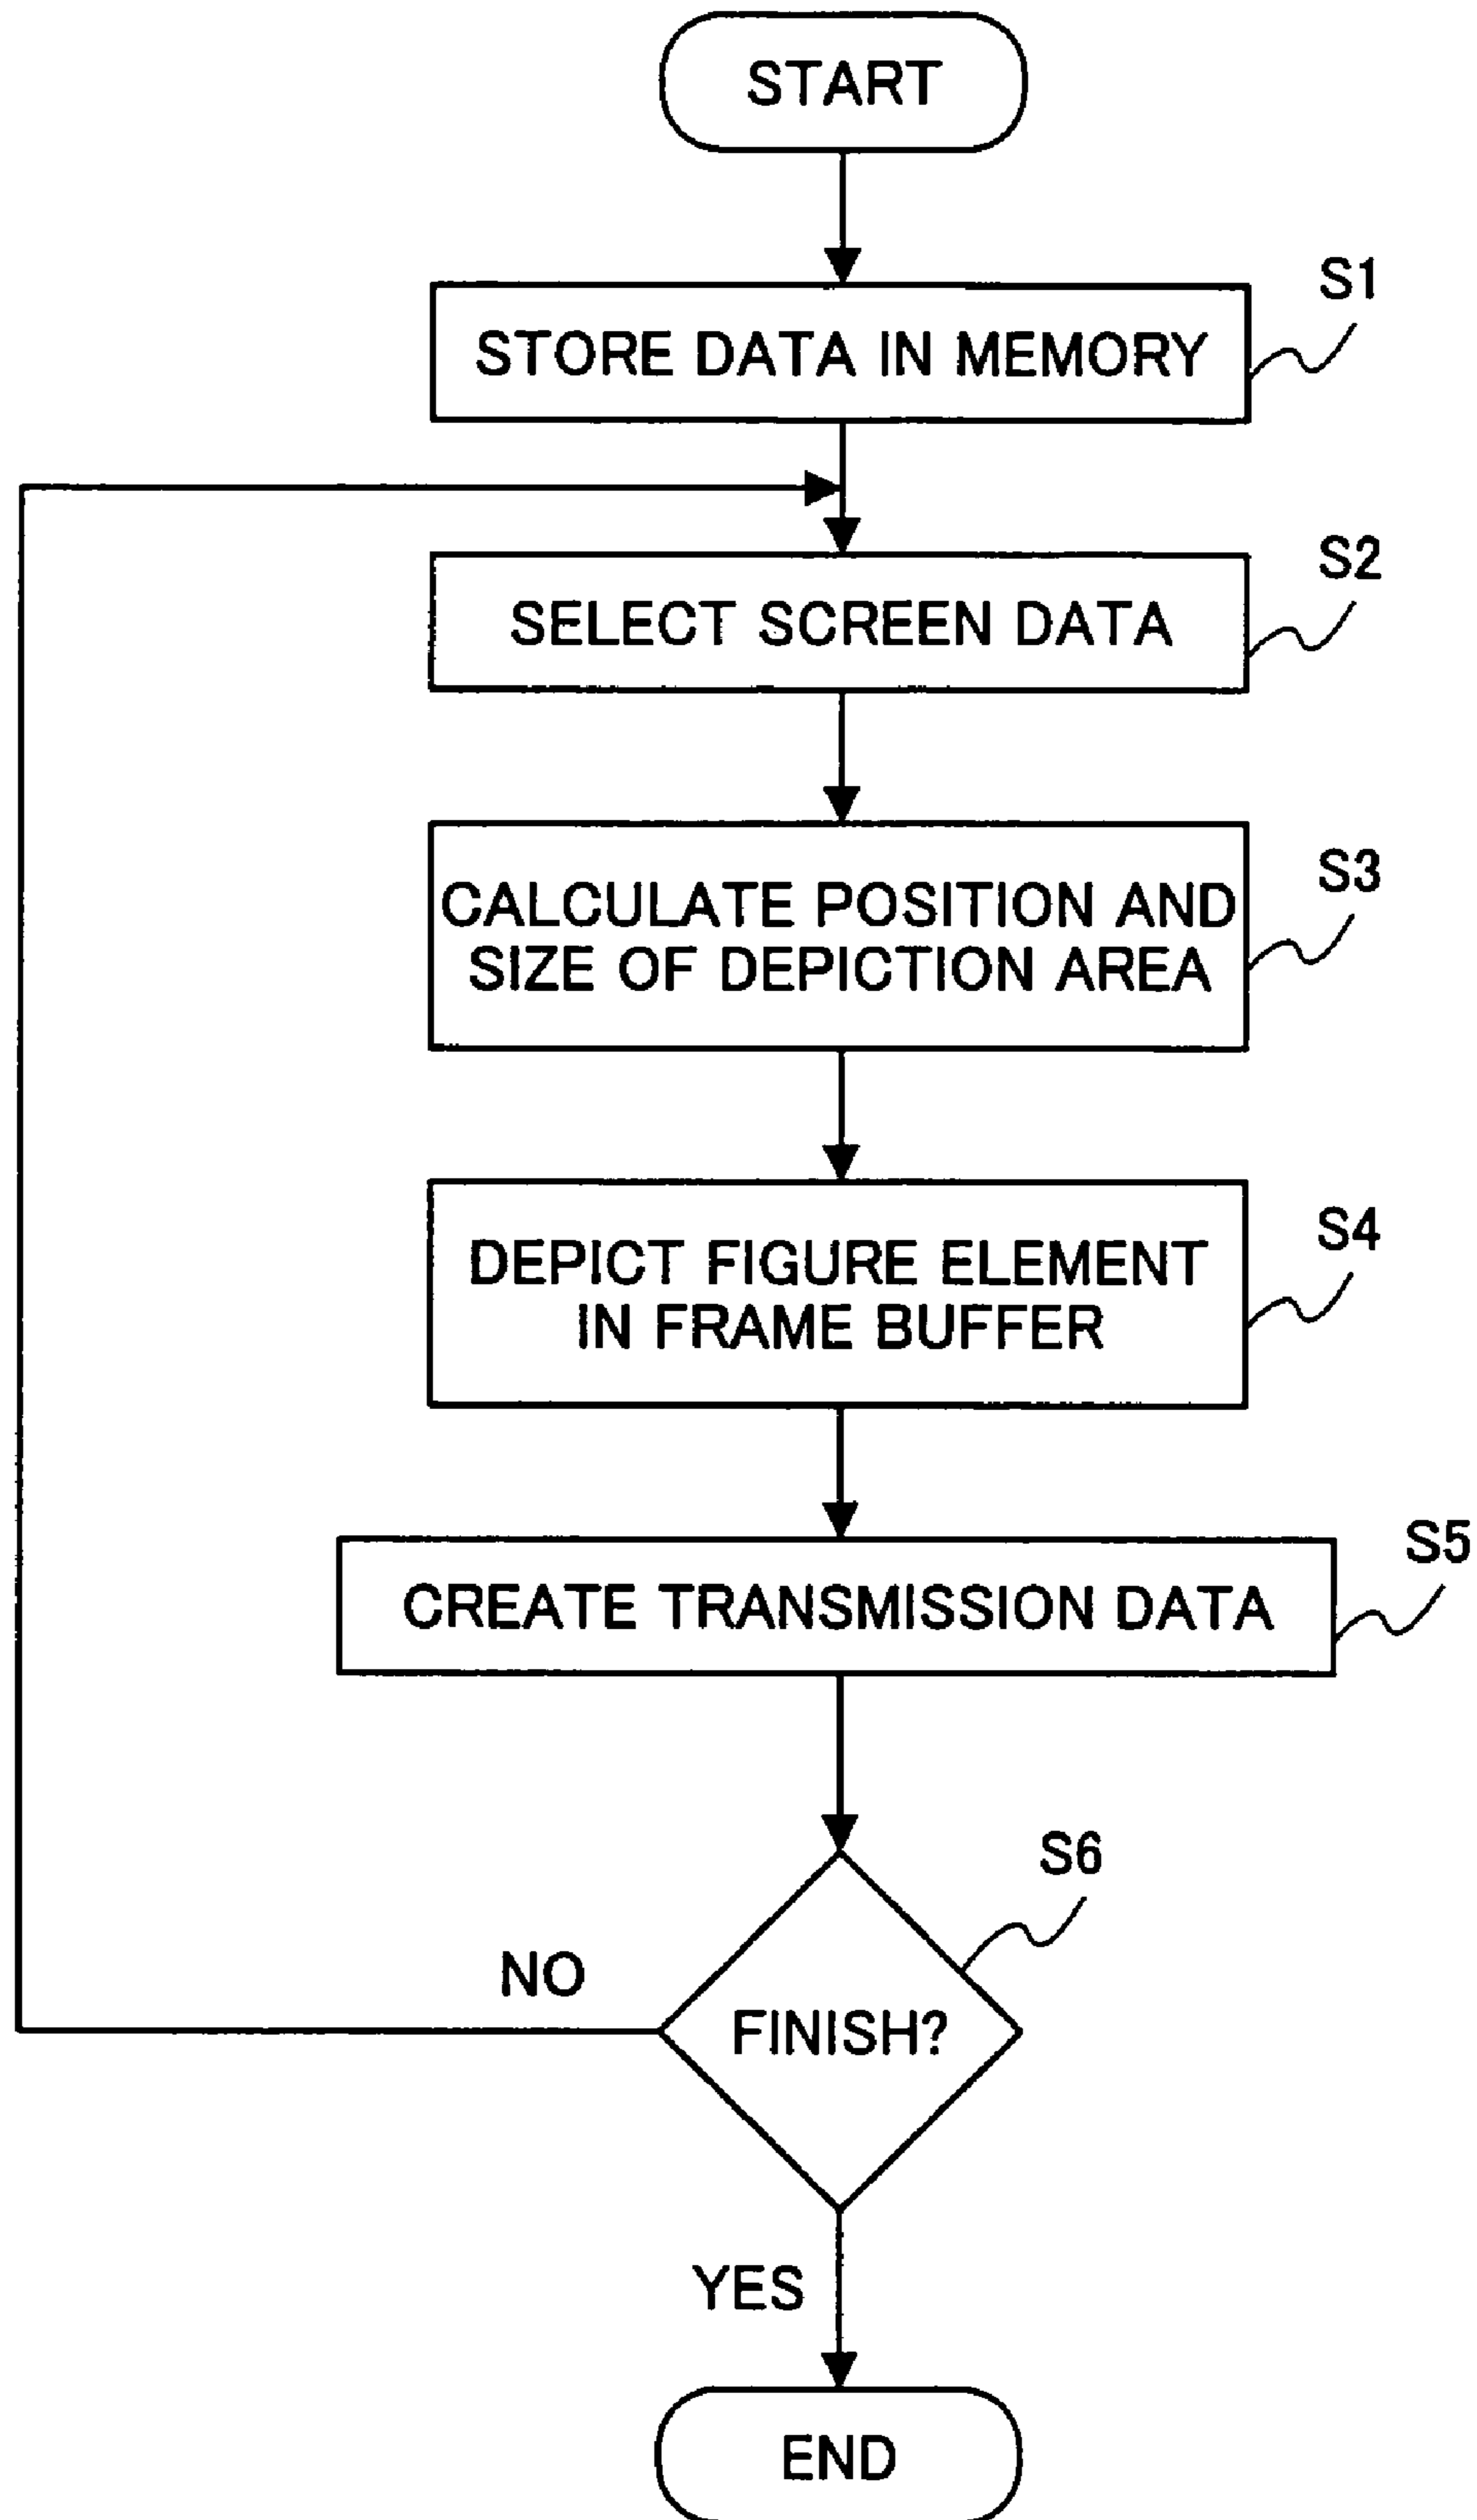 START
S1
STORE DATA IN MEMORY
S2
SELECT SCREEN DATA
S3
CALCULATE POSITION AND
SIZE OF DEPICTION AREA
S4
DEPICT FIGURE ELEMENT
IN FRAME BUFFER
S5
CREATE TRANSMISSION DATA
S6
NO
FINISH?
YES
END